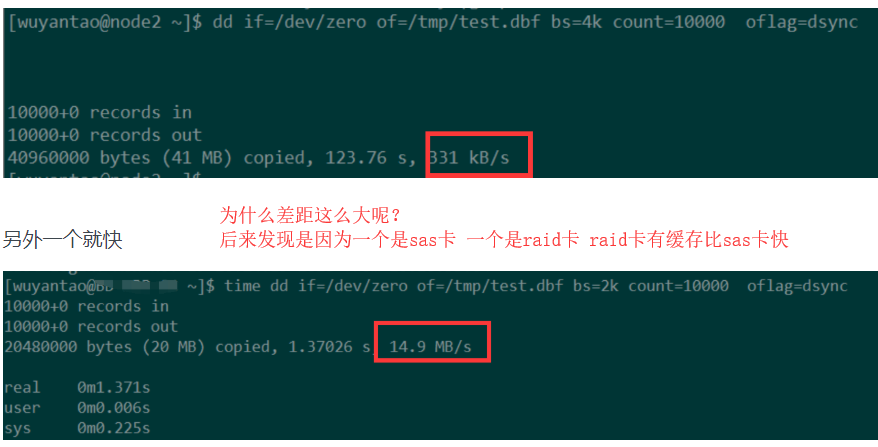 [wuyantao@node2 ~]$ dd if=/dev/zero of=/tmp/test.dbf bs=4k count=10000  oflag=dsync
10000+0 records in
10000+0 records out
40960000 bytes (41 MB) copied, 123.76 s, 331 kB/s
为什么差距这么大呢？
另外一个就快
后来发现是因为一个是sas卡 一个是raid卡 raid卡有缓存比sas卡快
[wuyantao@ ~]$ time dd if=/dev/zero of=/tmp/test.dbf bs=2k count=10000  oflag=dsync
10000+0 records in
10000+0 records out
20480000 bytes (20 MB) copied, 1.37026 s, 14.9 MB/s
real 0m1.371s
user 0m0.006s
sys 0m0.225s